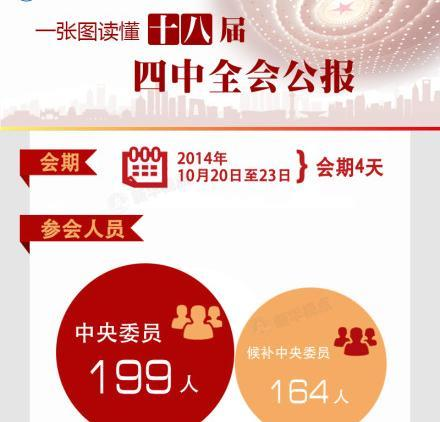 一张图读懂十八届
四中全会公报
会期
2014年
10月20日至23日
会期4天
参会人员
中央委员
199人
候补中央委员
164人